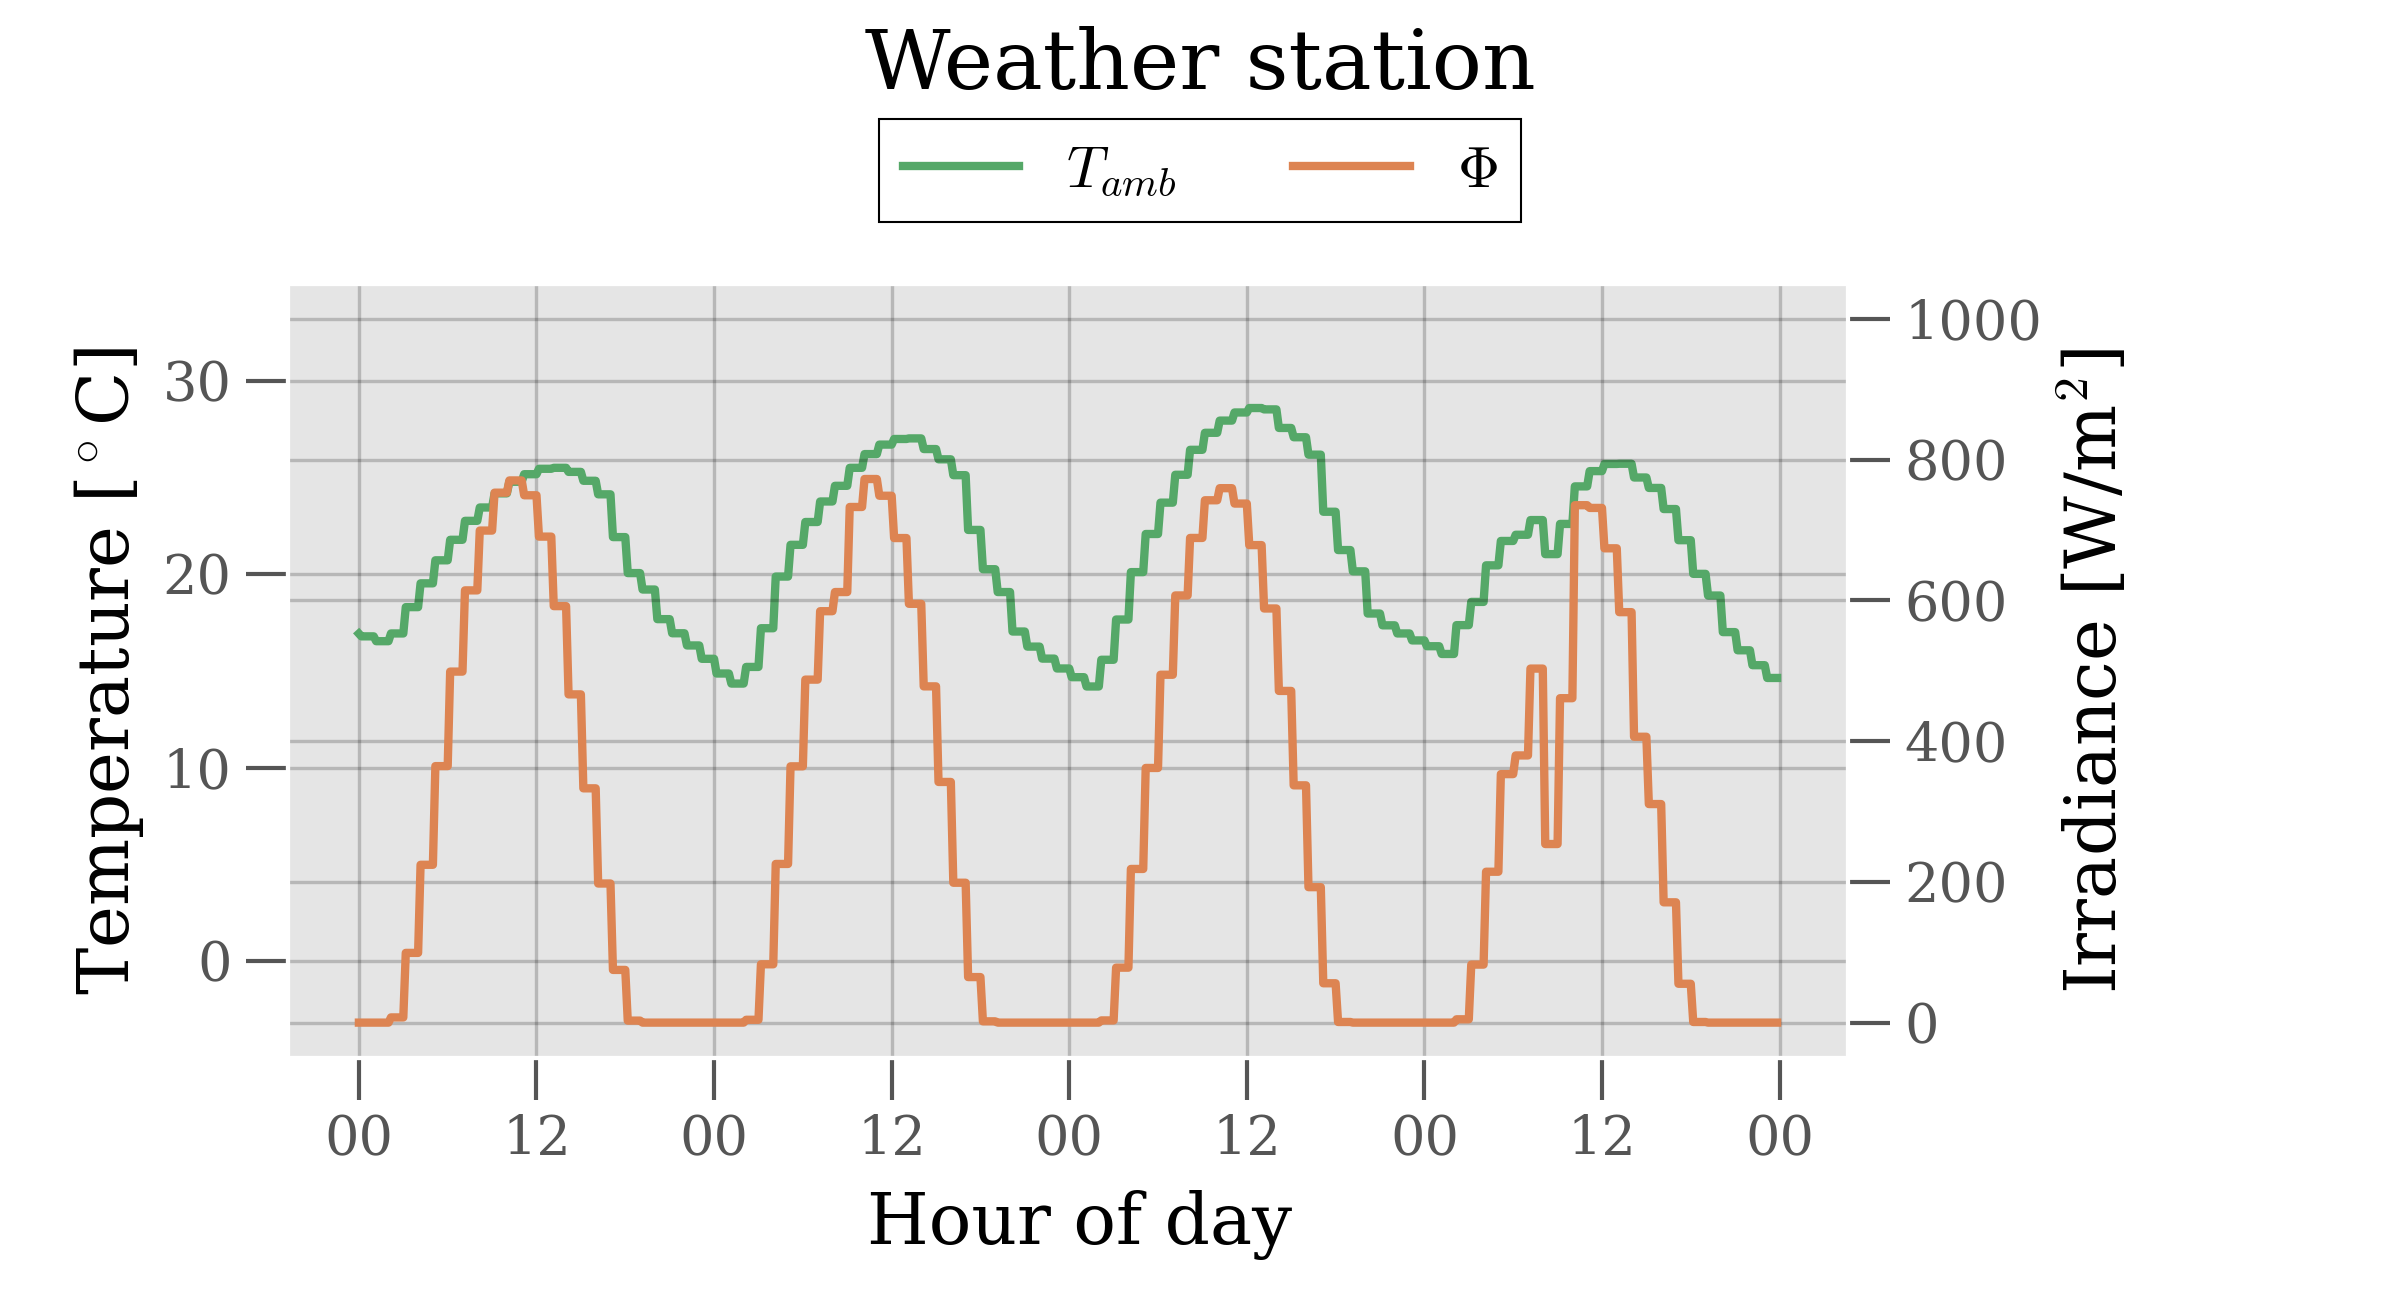 Weather station
T_amb Φ
Temperature [°C]
30
20
10
0
1000
800
600
400
200
0
Irradiance [W/m²]
00 12 00 12 00 12 00 12 00
Hour of day